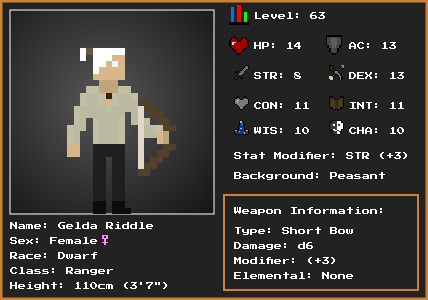 Level: 63
HP: 14 AC: 13
STR: 8 DEX: 13
CON: 11 INT: 11
WIS: 10 CHA: 10
Stat Modifier: STR (+3)
Background: Peasant
Weapon Information:
Type: Short Bow
Damage: d6
Modifier: (+3)
Elemental: None
Name: Gelda Riddle
Sex: Female♀
Race: Dwarf
Class: Ranger
Height: 110cm (3'7")